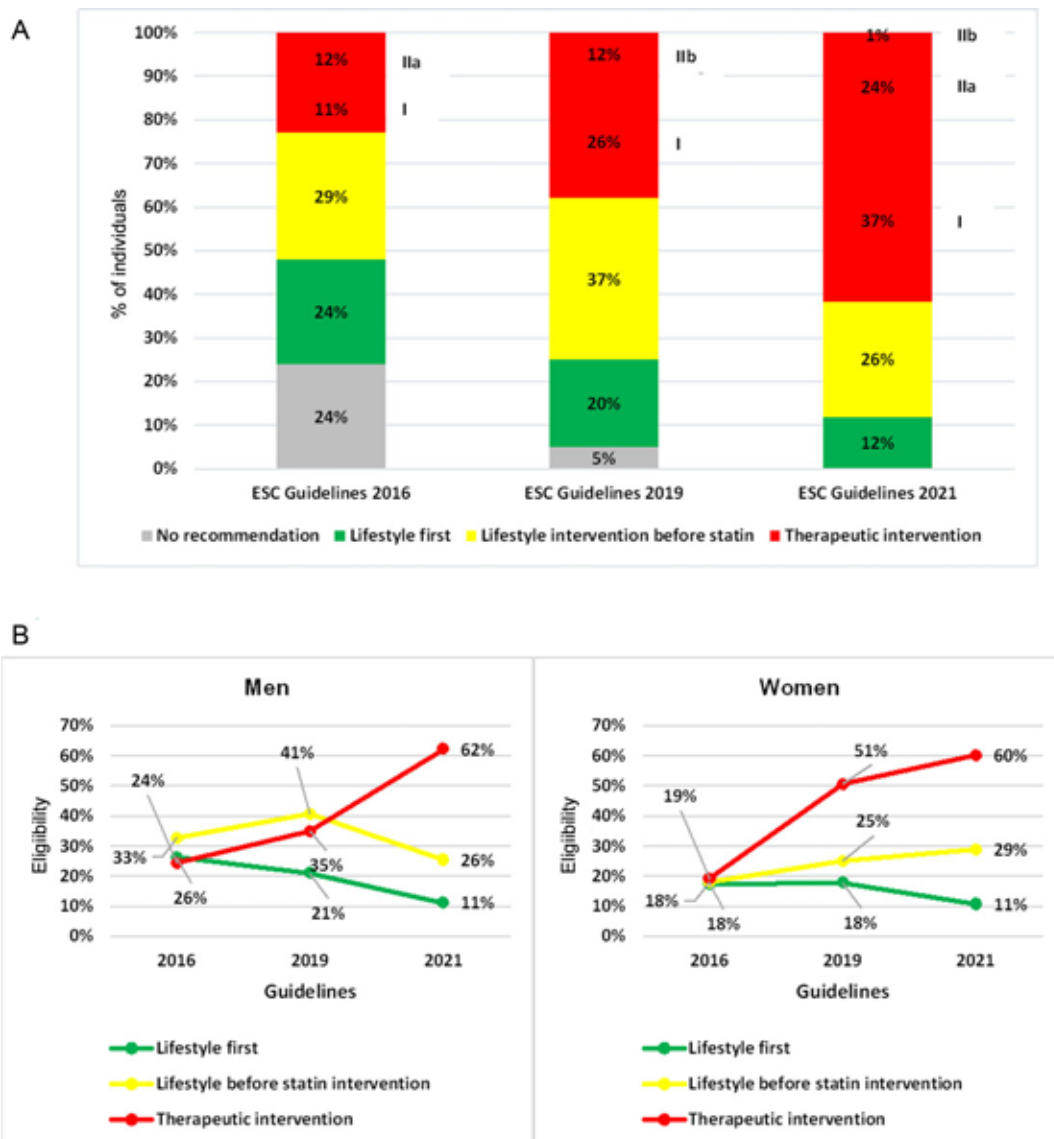 A
100%
90%
80%
70%
60%
50%
40%
30%
20%
10%
0%
% of individuals
12%
IIa
11%
I
29%
24%
24%
12%
IIb
26%
I
37%
20%
5%
1%
IIb
24%
IIa
37%
I
26%
12%
ESC Guidelines 2016 ESC Guidelines 2019 ESC Guidelines 2021
No recommendation Lifestyle first Lifestyle intervention before statin Therapeutic intervention
B
Men
70%
60%
50%
40%
30%
20%
10%
0%
Eligiibility
24%
33%
26%
41%
35%
21%
62%
26%
11%
2016 2019 2021
Guidelines
Lifestyle first
Lifestyle before statin intervention
Therapeutic intervention
Women
70%
60%
50%
40%
30%
20%
10%
0%
Eligibility
19%
18%
18%
51%
25%
18%
60%
29%
11%
2016 2019 2021
Guidelines
Lifestyle first
Lifestyle before statin intervention
Therapeutic intervention